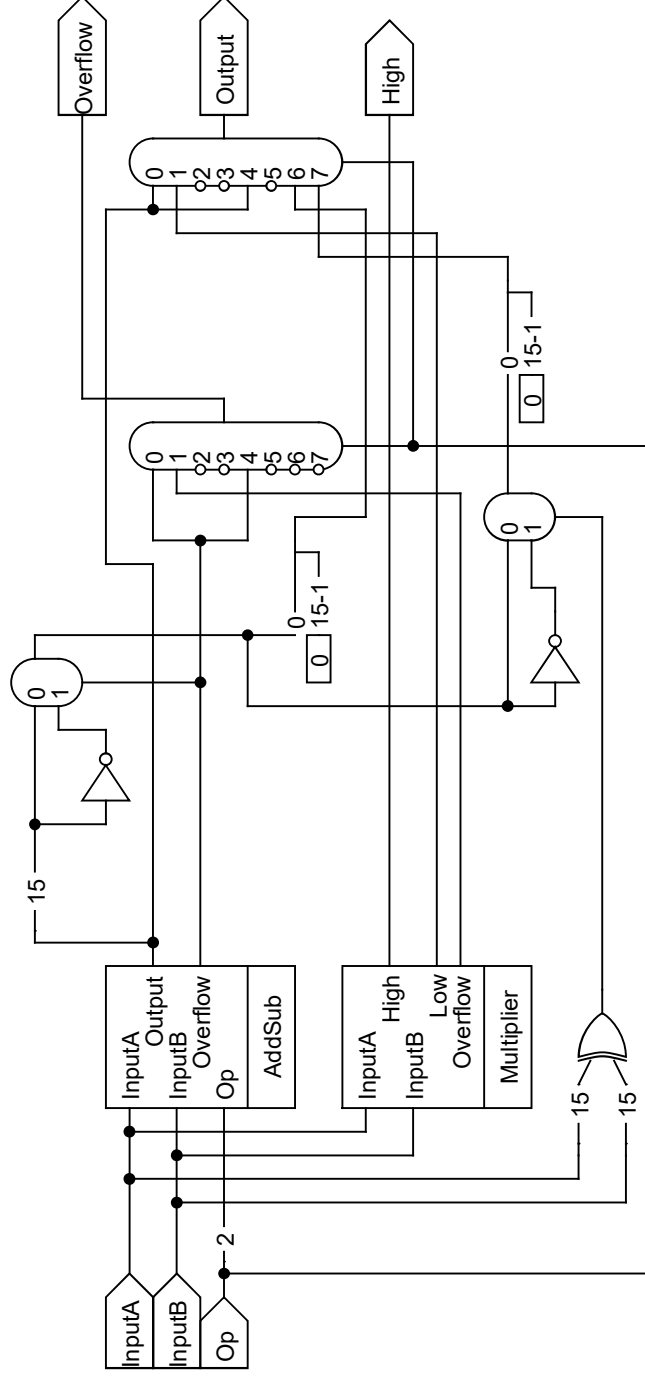 Overflow
Output
High
0
1
2
3
4
5
6
7
0
1
2
3
4
5
6
7
0
1
0
15-1
0
0
1
0
15-1
0
15
InputA
Output
InputB
Overflow
Op
AddSub
InputA
High
InputB
Low
Overflow
Multiplier
15
15
2
InputA
InputB
Op